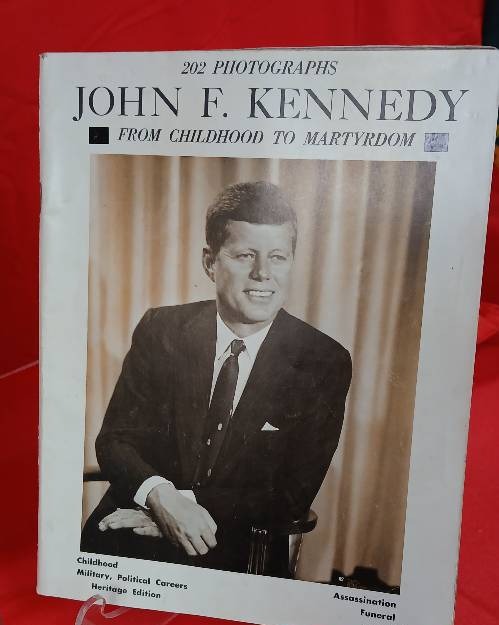 202 PHOTOGRAPHS
JOHN F. KENNEDY
FROM CHILDHOOD TO MARTYRDOM
Childhood
Military, Political Careers
Heritage Edition
Assassination
Funeral